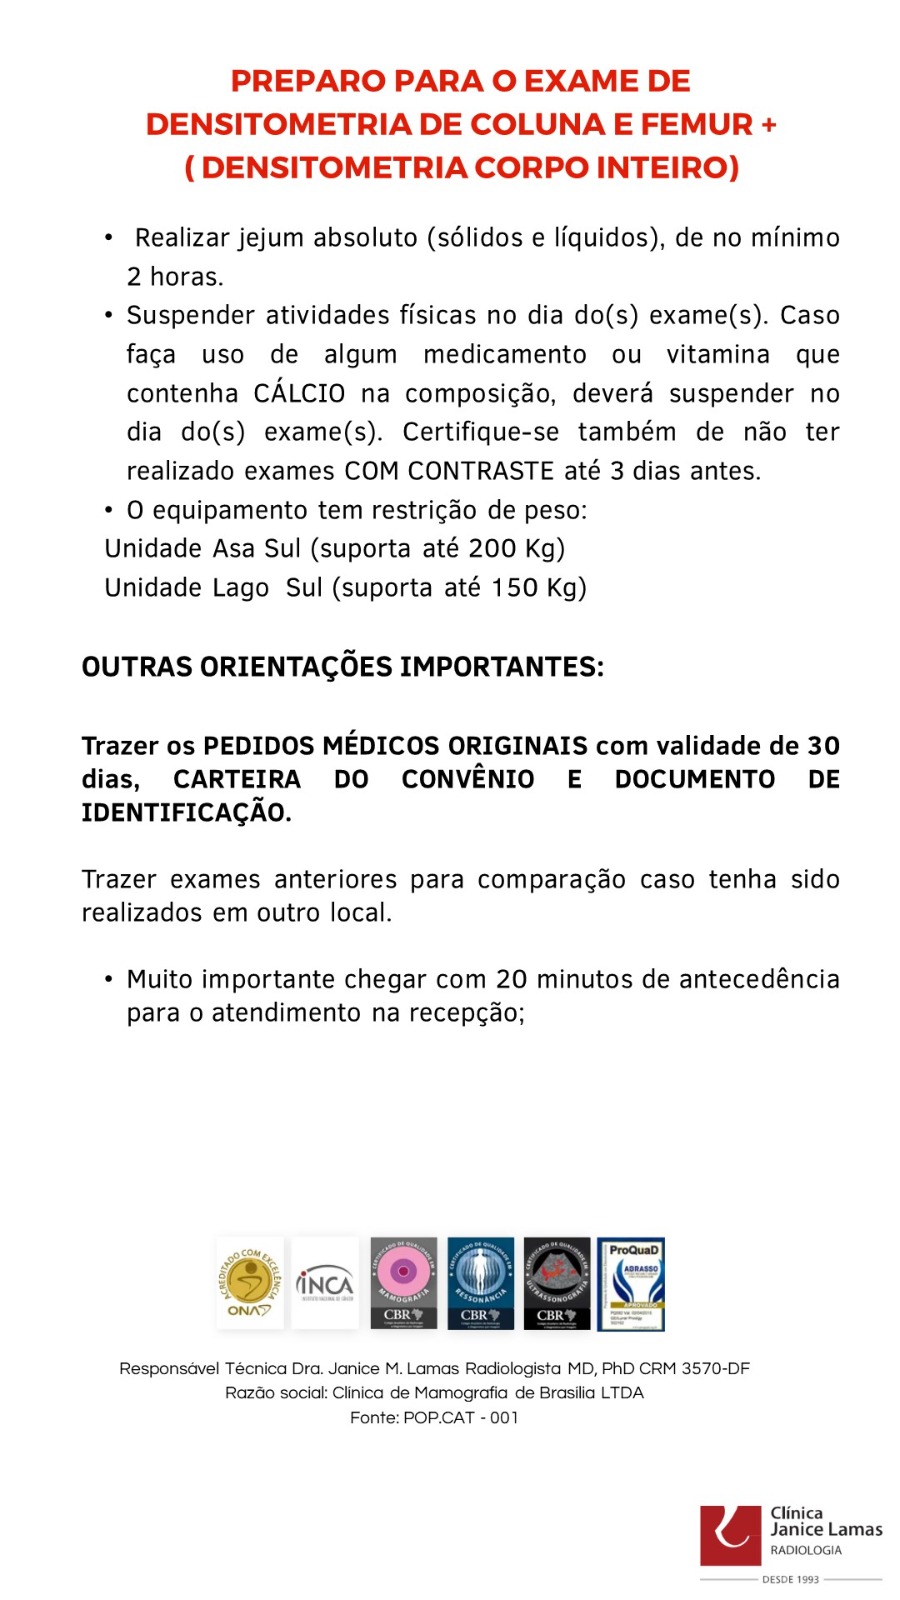 PREPARO PARA O EXAME DE
DENSITOMETRIA DE COLUNA E FEMUR +
( DENSITOMETRIA CORPO INTEIRO)
• Realizar jejum absoluto (sólidos e líquidos), de no mínimo
2 horas.
• Suspender atividades físicas no dia do(s) exame(s). Caso
faça uso de algum medicamento ou vitamina que
contenha CÁLCIO na composição, deverá suspender no
dia do(s) exame(s). Certifique-se também de não ter
realizado exames COM CONTRASTE até 3 dias antes.
• O equipamento tem restrição de peso:
Unidade Asa Sul (suporta até 200 Kg)
Unidade Lago Sul (suporta até 150 Kg)
OUTRAS ORIENTAÇÕES IMPORTANTES:
Trazer os PEDIDOS MÉDICOS ORIGINAIS com validade de 30
dias, CARTEIRA DO CONVÊNIO E DOCUMENTO DE
IDENTIFICAÇÃO.
Trazer exames anteriores para comparação caso tenha sido
realizados em outro local.
• Muito importante chegar com 20 minutos de antecedência
para o atendimento na recepção;
ACREDITADO COM EXCELÊNCIA
ONA
INCA
CERTIFICADO DE QUALIDADE EM
MAMOGRAFIA
CBR
CERTIFICADO DE QUALIDADE EM
RESSONÂNCIA
CBR
CERTIFICADO DE QUALIDADE EM
ULTRASSONOGRAFIA
CBR
ProQuaD
ABRASSO
APROVADO
Responsável Técnica Dra. Janice M. Lamas Radiologista MD, PhD CRM 3570-DF
Razão social: Clínica de Mamografia de Brasilia LTDA
Fonte: POP.CAT - 001
Clínica
Janice Lamas
RADIOLOGIA
DESDE 1993